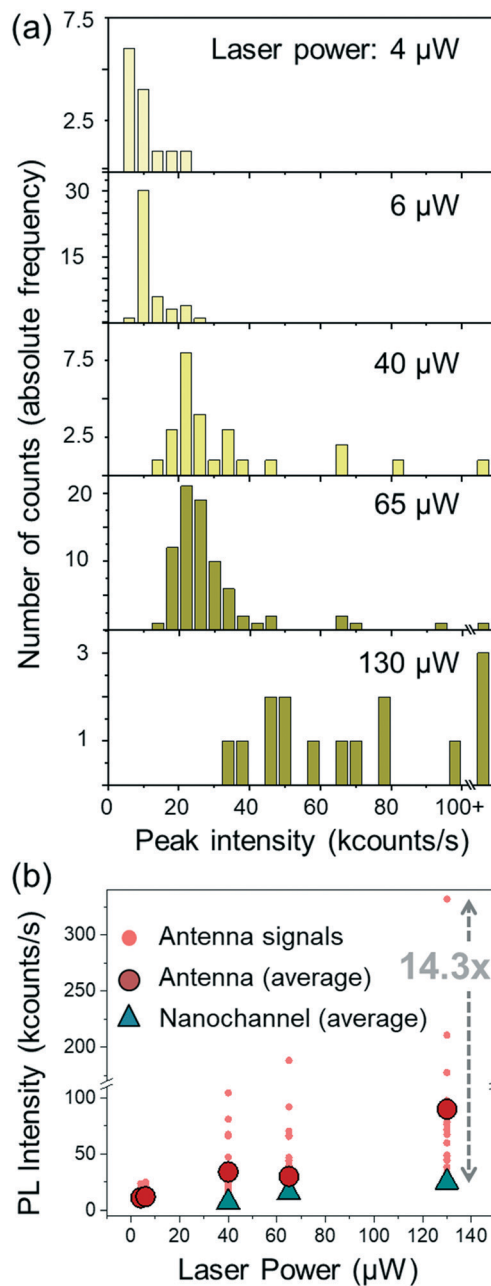 (a)
7.5
Laser power: 4 µW
5
2.5
30
6 µW
15
7.5
40 µW
2.5
20
65 µW
10
3
130 µW
1
0 20 40 60 80 100+
Peak intensity (kcounts/s)
Number of counts (absolute frequency)
(b)
Antenna signals
Antenna (average)
Nanochannel (average)
14.3x
300
250
200
100
50
0
0 20 40 60 80 100 120 140
Laser Power (µW)
PL Intensity (kcounts/s)